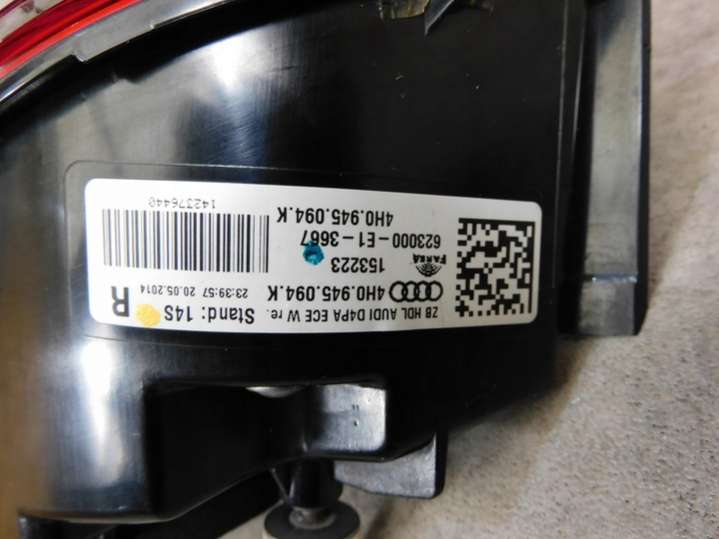 ZB HDL AUDI D4PA ECE W re. Stand: 14S
4H0.945.094.K 23:39:57 20.05.2014 R
153223
FARBA
623000-E1-3667
4H0.945.094.K
142376440